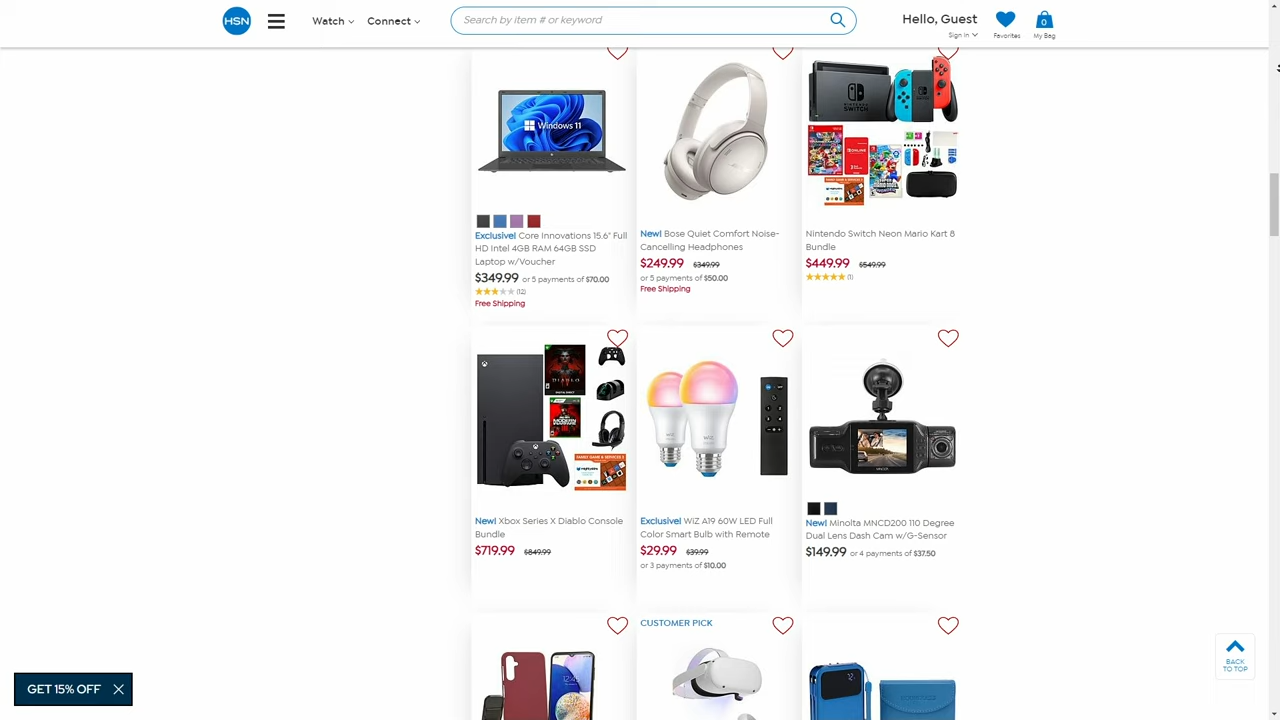 HSN
Watch
Connect
Search by item # or keyword
Hello, Guest
Sign In
Favorites
0
My Bag
Windows 11
NINTENDO
SWITCH
ONLINE
Exclusive! Core Innovations 15.6" Full
HD Intel 4GB RAM 64GB SSD
Laptop w/Voucher
$349.99 or 5 payments of $70.00
(12)
Free Shipping
New! Bose Quiet Comfort Noise-
Cancelling Headphones
$249.99 $349.99
or 5 payments of $50.00
Free Shipping
Nintendo Switch Neon Mario Kart 8
Bundle
$449.99 $549.99
(1)
DIABLO
WiZ
New! Xbox Series X Diablo Console
Bundle
$719.99 $849.99
Exclusive! WiZ A19 60W LED Full
Color Smart Bulb with Remote
$29.99 $39.99
or 3 payments of $10.00
New! Minolta MNCD200 110 Degree
Dual Lens Dash Cam w/G-Sensor
$149.99 or 4 payments of $37.50
CUSTOMER PICK
GET 15% OFF
BACK
TO TOP